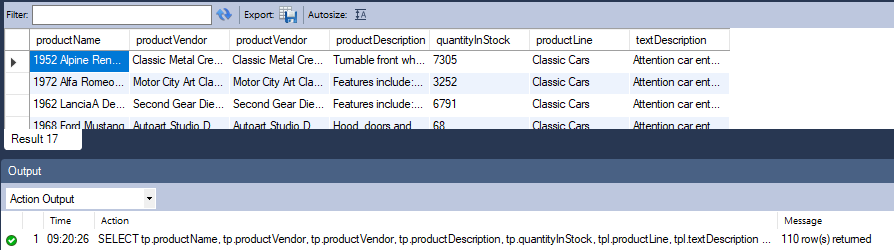 Filter: Export: Autosize:
productName productVendor productVendor productDescription quantityInStock productLine textDescription
1952 Alpine Ren... Classic Metal Cre... Classic Metal Cre... Turnable front wh... 7305 Classic Cars Attention car ent...
1972 Alfa Romeo... Motor City Art Cla... Motor City Art Cla... Features include:... 3252 Classic Cars Attention car ent...
1962 LanciaA De... Second Gear Die... Second Gear Die... Features include:... 6791 Classic Cars Attention car ent...
1968 Ford Mustang Autoart Studio D... Autoart Studio D... Hood, doors and... 68 Classic Cars Attention car ent...
Result 17
Output
Action Output
Time Action Message
1 09:20:26 SELECT tp.productName, tp.productVendor, tp.productVendor, tp.productDescription, tp.quantityInStock, tpl.productLine, tpl.textDescription ... 110 row(s) returned